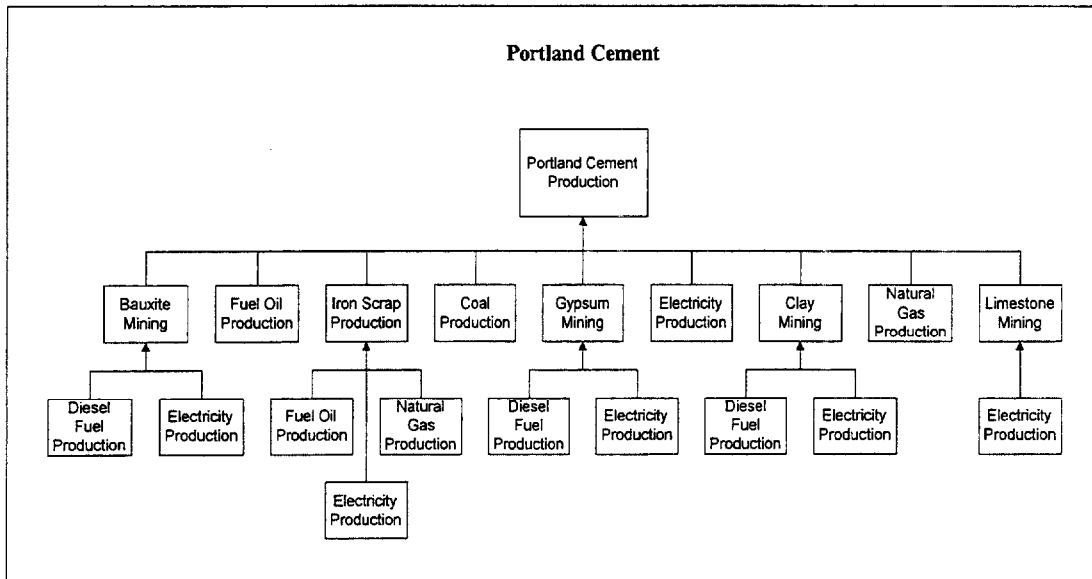 Portland Cement
Portland Cement
Production
Bauxite
Mining
Fuel Oil
Production
Iron Scrap
Production
Coal
Production
Gypsum
Mining
Electricity
Production
Clay
Mining
Natural
Gas
Production
Limestone
Mining
Diesel
Fuel
Production
Electricity
Production
Fuel Oil
Production
Natural
Gas
Production
Diesel
Fuel
Production
Electricity
Production
Diesel
Fuel
Production
Electricity
Production
Electricity
Production
Electricity
Production